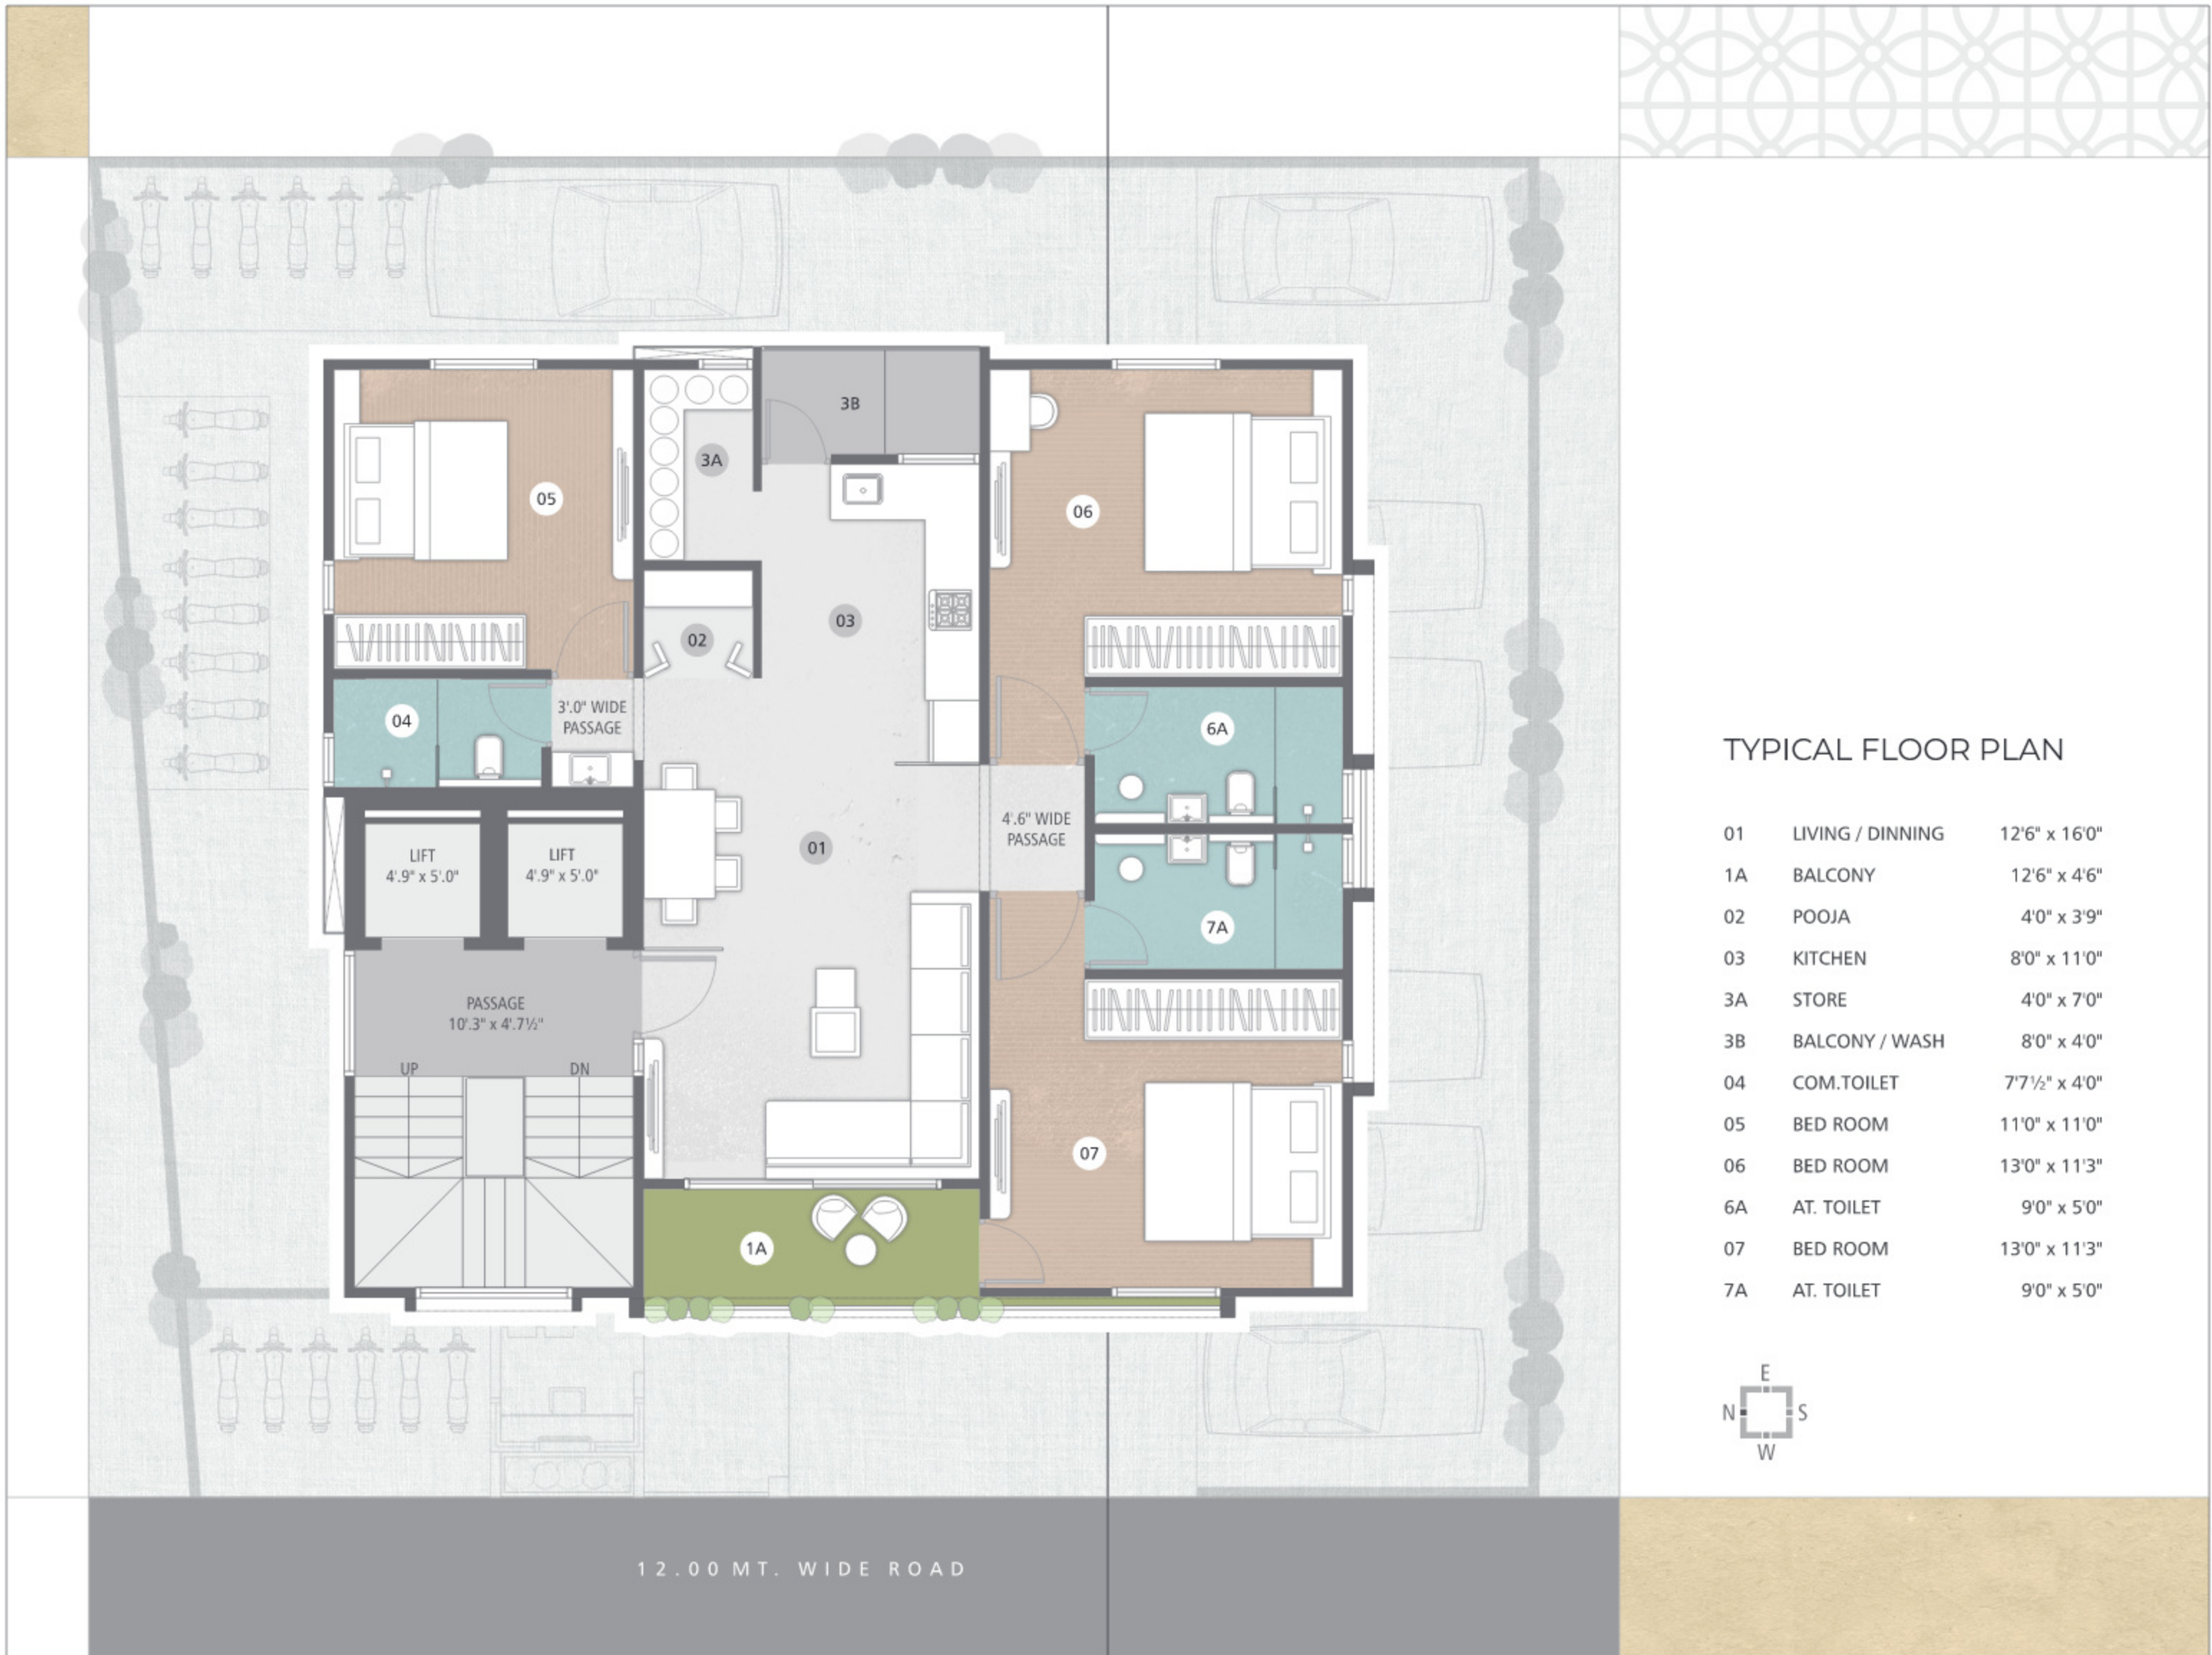 3B
3A
05
06
03
02
3'.0" WIDE
PASSAGE
04
6A
4'.6" WIDE
PASSAGE
01
LIFT
4'.9" x 5'.0"
LIFT
4'.9" x 5'.0"
7A
PASSAGE
10'.3" x 4'.7½"
UP
DN
07
1A
12.00 MT. WIDE ROAD
TYPICAL FLOOR PLAN
01 LIVING / DINNING 12'6" x 16'0"
1A BALCONY 12'6" x 4'6"
02 POOJA 4'0" x 3'9"
03 KITCHEN 8'0" x 11'0"
3A STORE 4'0" x 7'0"
3B BALCONY / WASH 8'0" x 4'0"
04 COM.TOILET 7'7½" x 4'0"
05 BED ROOM 11'0" x 11'0"
06 BED ROOM 13'0" x 11'3"
6A AT. TOILET 9'0" x 5'0"
07 BED ROOM 13'0" x 11'3"
7A AT. TOILET 9'0" x 5'0"
E
N S
W